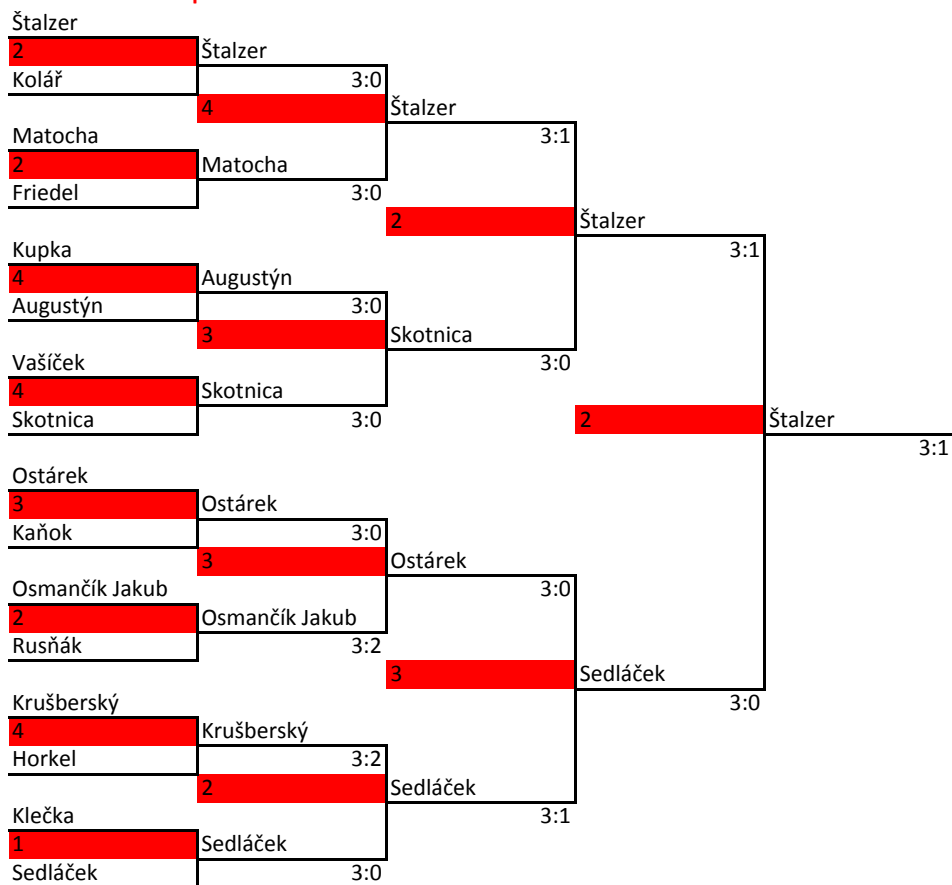 Štalzer
2 Štalzer
Kolář 3:0
4 Štalzer
Matocha 3:1
2 Matocha
Friedel 3:0
2 Štalzer
Kupka 3:1
4 Augustýn
Augustýn 3:0
3 Skotnica
Vašíček 3:0
4 Skotnica
Skotnica 3:0 2 Štalzer
3:1
Ostárek
3 Ostárek
Kaňok 3:0
3 Ostárek
Osmančík Jakub 3:0
2 Osmančík Jakub
Rusňák 3:2
3 Sedláček
Krušberský 3:0
4 Krušberský
Horkel 3:2
2 Sedláček
Klečka 3:1
1 Sedláček
Sedláček 3:0